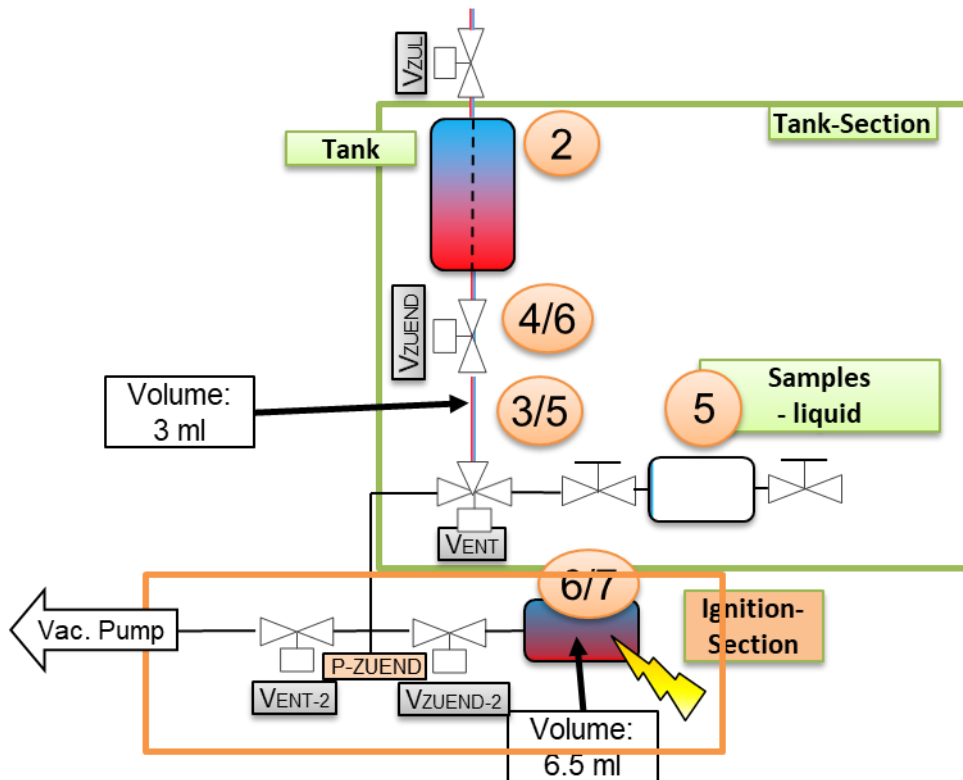 VZUL
Tank-Section
Tank
2
VZUEND
4/6
Volume:
3 ml
3/5
5
Samples
- liquid
VENT
6/7
Ignition-
Section
Vac. Pump
P-ZUEND
VENT-2
VZUEND-2
Volume:
6.5 ml